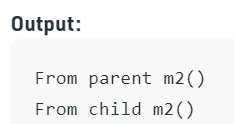 Output:
From parent m2()
From child m2()